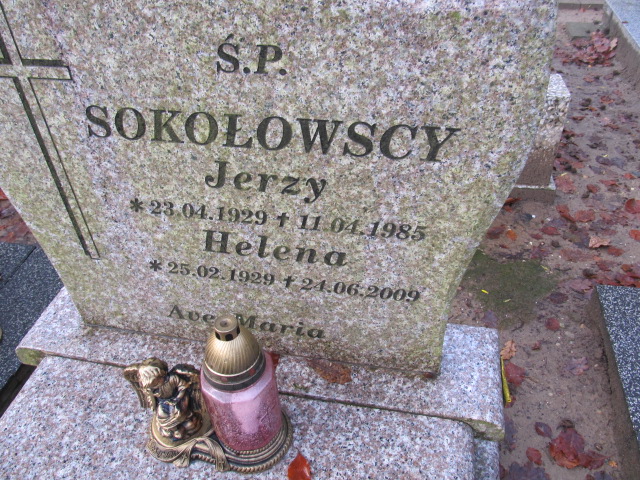 Ś.P.
SOKOŁOWSCY
Jerzy
*23.04.1929 † 11.04.1985
Helena
*25.02.1929 † 24.06.2009
Ave Maria